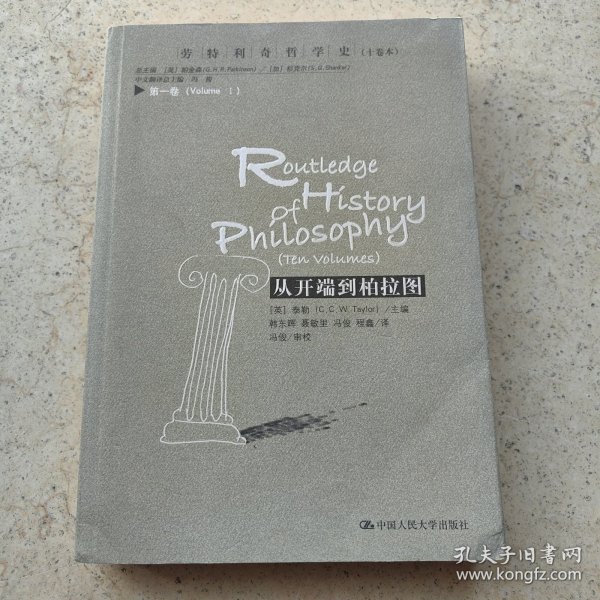 劳特利奇哲学史（十卷本）
总主编 [英] 帕金森(G.H.R.Parkinson) / [加] 杉克尔(S.G.Shanker)
中文翻译总主编 冯俊
▶第一卷 (Volume Ⅰ)
Routledge
History
of
Philosophy
(Ten Volumes)
从开端到柏拉图
[英] 泰勒 (C.C.W.Taylor) / 主编
韩东晖 聂敏里 冯俊 程鑫 / 译
冯俊 / 审校
中国人民大学出版社
孔夫子旧书网
www.kongfz.com